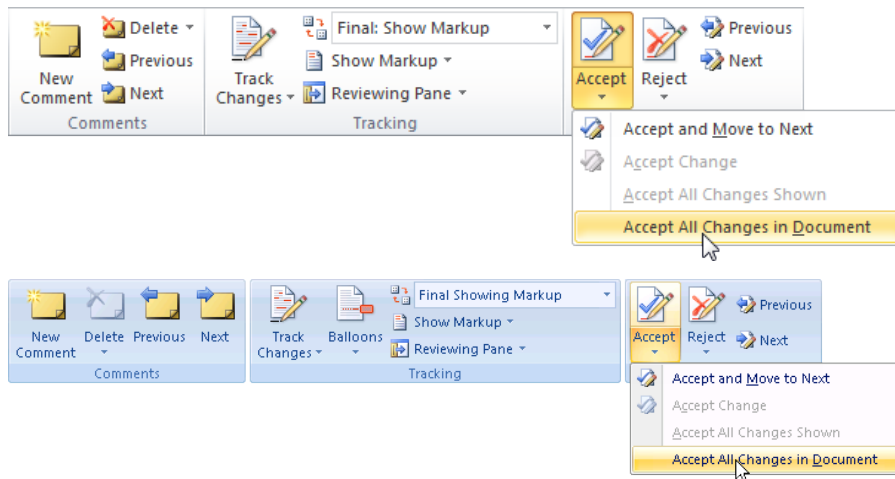 Delete
Final: Show Markup
Previous
Previous
Show Markup
Next
New
Comment
Next
Track
Changes
Reviewing Pane
Accept
Reject
Comments
Tracking
Accept and Move to Next
Accept Change
Accept All Changes Shown
Accept All Changes in Document
Final Showing Markup
Previous
New
Comment
Delete
Previous
Next
Track
Changes
Balloons
Show Markup
Reviewing Pane
Accept
Reject
Next
Comments
Tracking
Accept and Move to Next
Accept Change
Accept All Changes Shown
Accept All Changes in Document